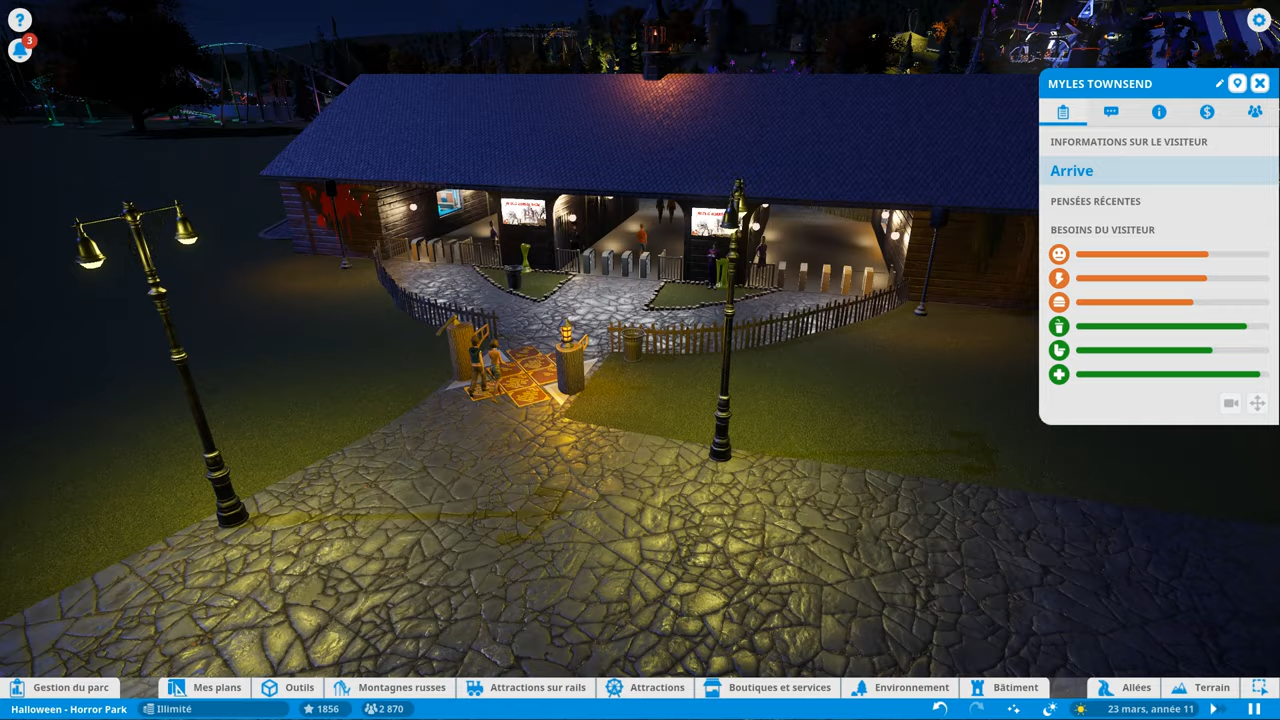 ?
3
MYLES TOWNSEND
INFORMATIONS SUR LE VISITEUR
Arrive
PENSÉES RÉCENTES
BESOINS DU VISITEUR
Gestion du parc
Mes plans
Outils
Montagnes russes
Attractions sur rails
Attractions
Boutiques et services
Environnement
Bâtiment
Allées
Terrain
Halloween - Horror Park
Illimité
1856
2 870
23 mars, année 11